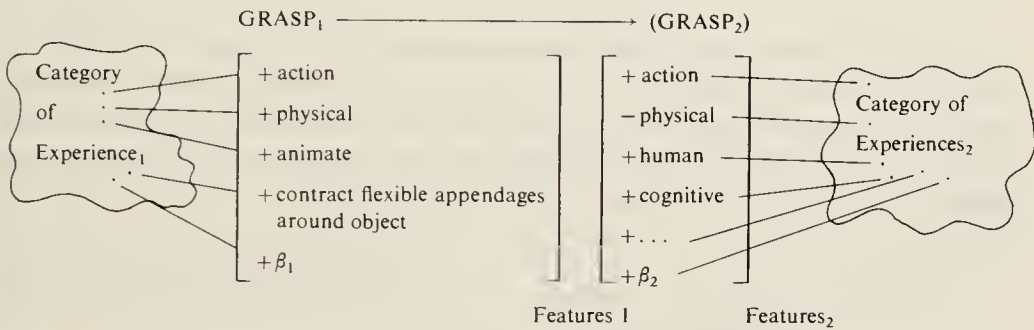 GRASP₁ (GRASP₂)
Category
of
Experience₁
+ action
+ physical
+ animate
+ contract flexible appendages
around object
+ β₁
+ action
− physical
+ human
+ cognitive
+ . . .
+ β₂
Category of
Experiences₂
Features 1 Features₂